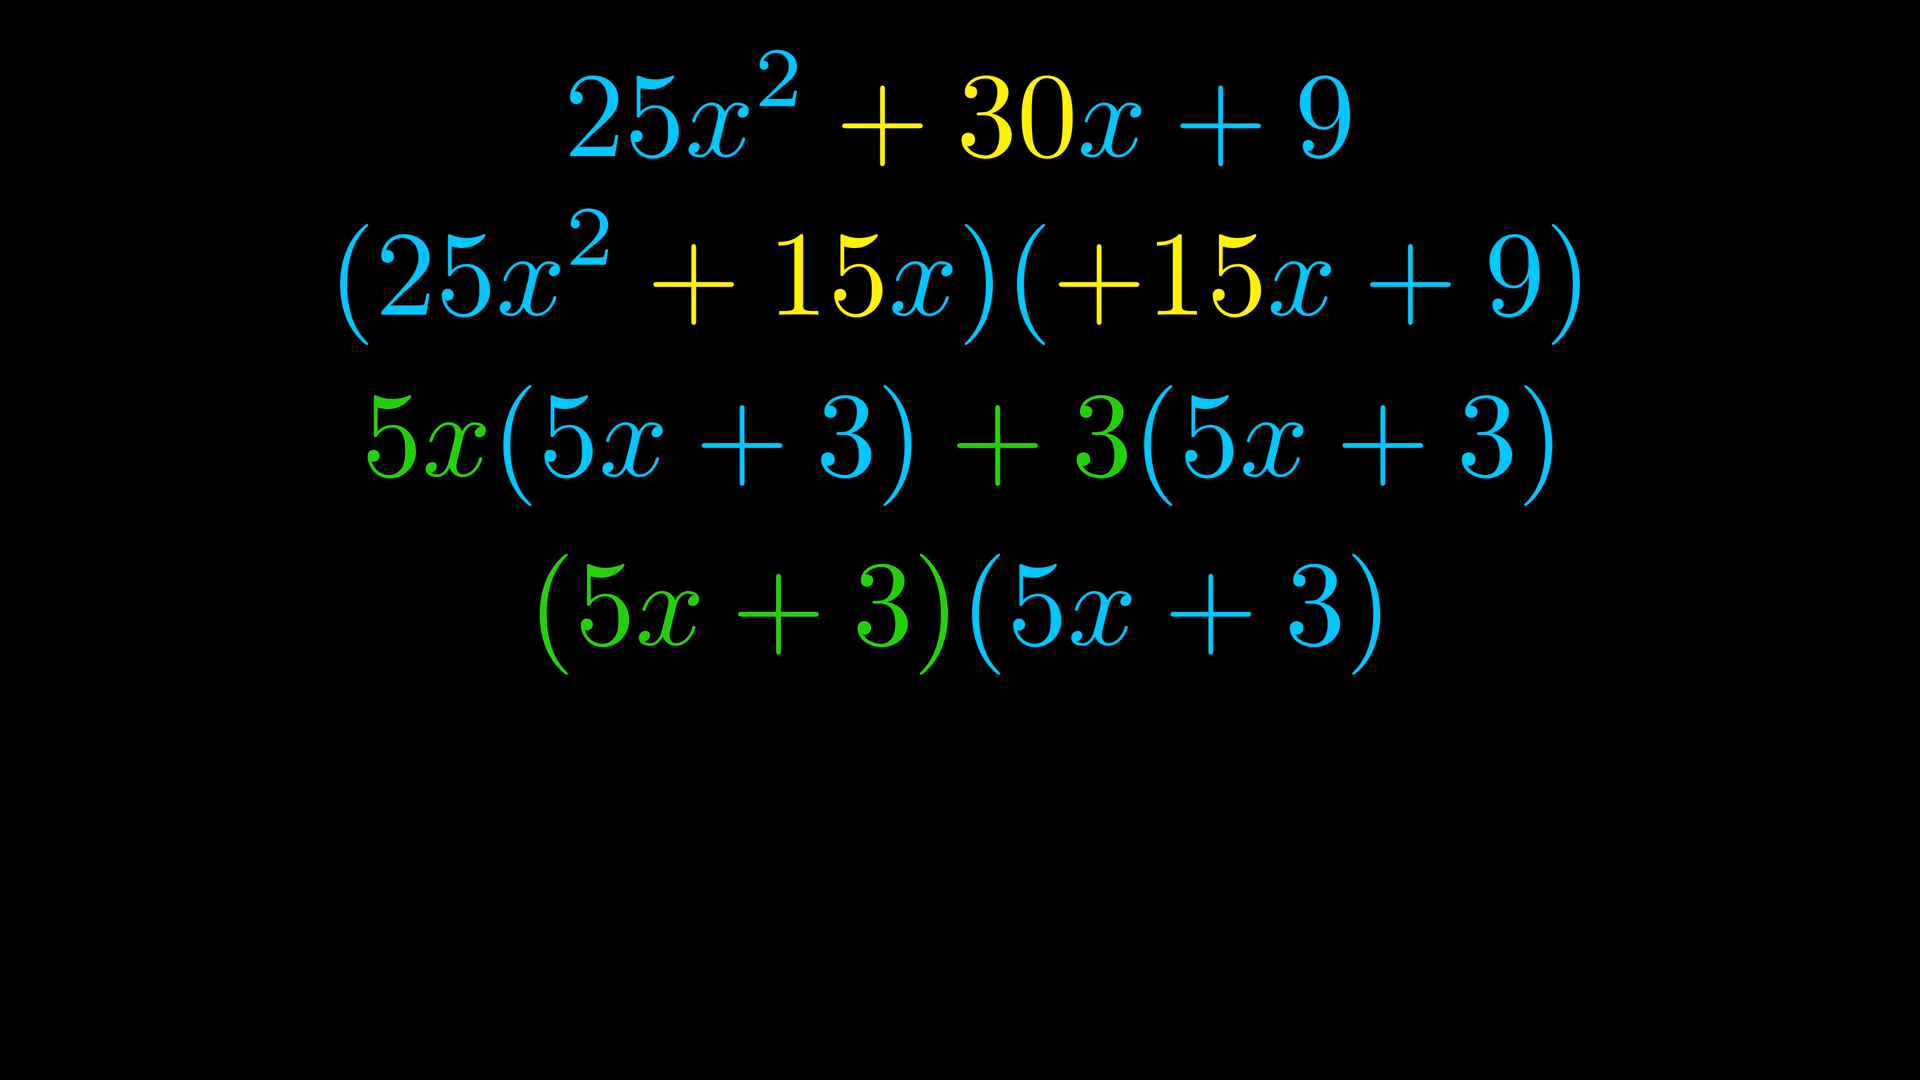 25x² + 30x + 9
(25x² + 15x)(+15x + 9)
5x(5x + 3) + 3(5x + 3)
(5x + 3)(5x + 3)